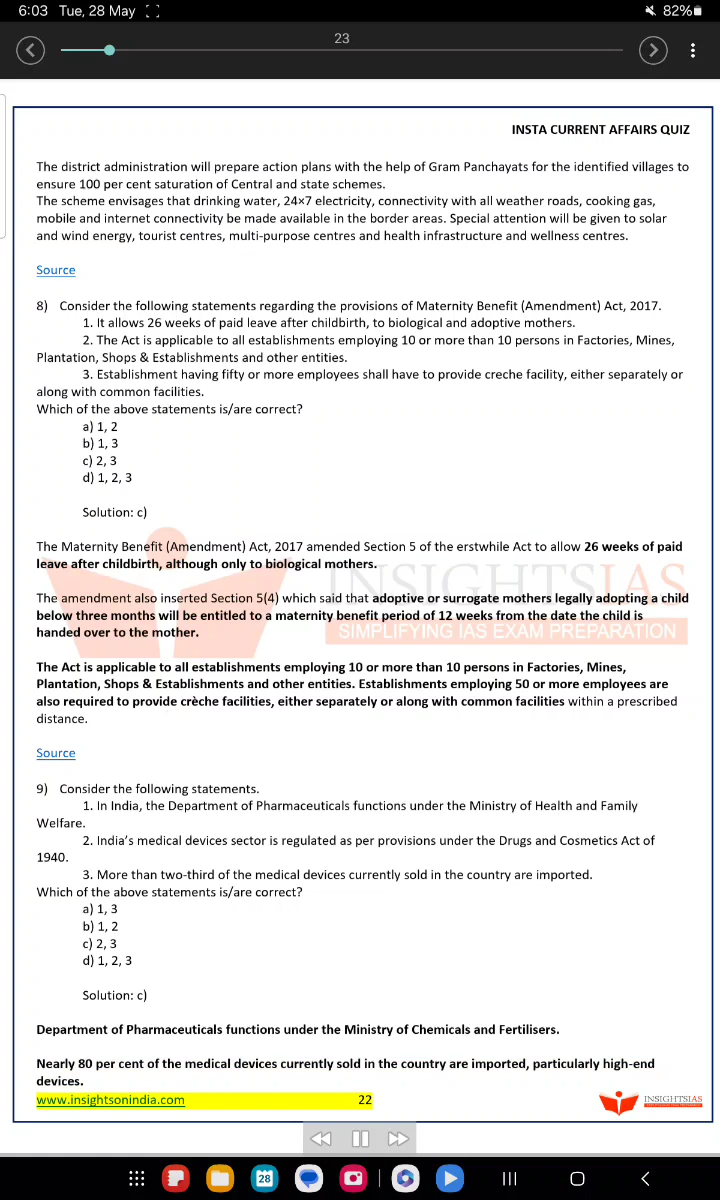 6:03 Tue, 28 May
82%
23
INSTA CURRENT AFFAIRS QUIZ
The district administration will prepare action plans with the help of Gram Panchayats for the identified villages to
ensure 100 per cent saturation of Central and state schemes.
The scheme envisages that drinking water, 24×7 electricity, connectivity with all weather roads, cooking gas,
mobile and internet connectivity be made available in the border areas. Special attention will be given to solar
and wind energy, tourist centres, multi-purpose centres and health infrastructure and wellness centres.
Source
8) Consider the following statements regarding the provisions of Maternity Benefit (Amendment) Act, 2017.
1. It allows 26 weeks of paid leave after childbirth, to biological and adoptive mothers.
2. The Act is applicable to all establishments employing 10 or more than 10 persons in Factories, Mines,
Plantation, Shops & Establishments and other entities.
3. Establishment having fifty or more employees shall have to provide creche facility, either separately or
along with common facilities.
Which of the above statements is/are correct?
a) 1, 2
b) 1, 3
c) 2, 3
d) 1, 2, 3
Solution: c)
The Maternity Benefit (Amendment) Act, 2017 amended Section 5 of the erstwhile Act to allow 26 weeks of paid
leave after childbirth, although only to biological mothers.
INSIGHTSIAS
The amendment also inserted Section 5(4) which said that adoptive or surrogate mothers legally adopting a child
below three months will be entitled to a maternity benefit period of 12 weeks from the date the child is
handed over to the mother.
SIMPLIFYING IAS EXAM PREPARATION
The Act is applicable to all establishments employing 10 or more than 10 persons in Factories, Mines,
Plantation, Shops & Establishments and other entities. Establishments employing 50 or more employees are
also required to provide crèche facilities, either separately or along with common facilities within a prescribed
distance.
Source
9) Consider the following statements.
1. In India, the Department of Pharmaceuticals functions under the Ministry of Health and Family
Welfare.
2. India's medical devices sector is regulated as per provisions under the Drugs and Cosmetics Act of
1940.
3. More than two-third of the medical devices currently sold in the country are imported.
Which of the above statements is/are correct?
a) 1, 3
b) 1, 2
c) 2, 3
d) 1, 2, 3
Solution: c)
Department of Pharmaceuticals functions under the Ministry of Chemicals and Fertilisers.
Nearly 80 per cent of the medical devices currently sold in the country are imported, particularly high-end
devices.
www.insightsonindia.com
22
INSIGHTSIAS
28